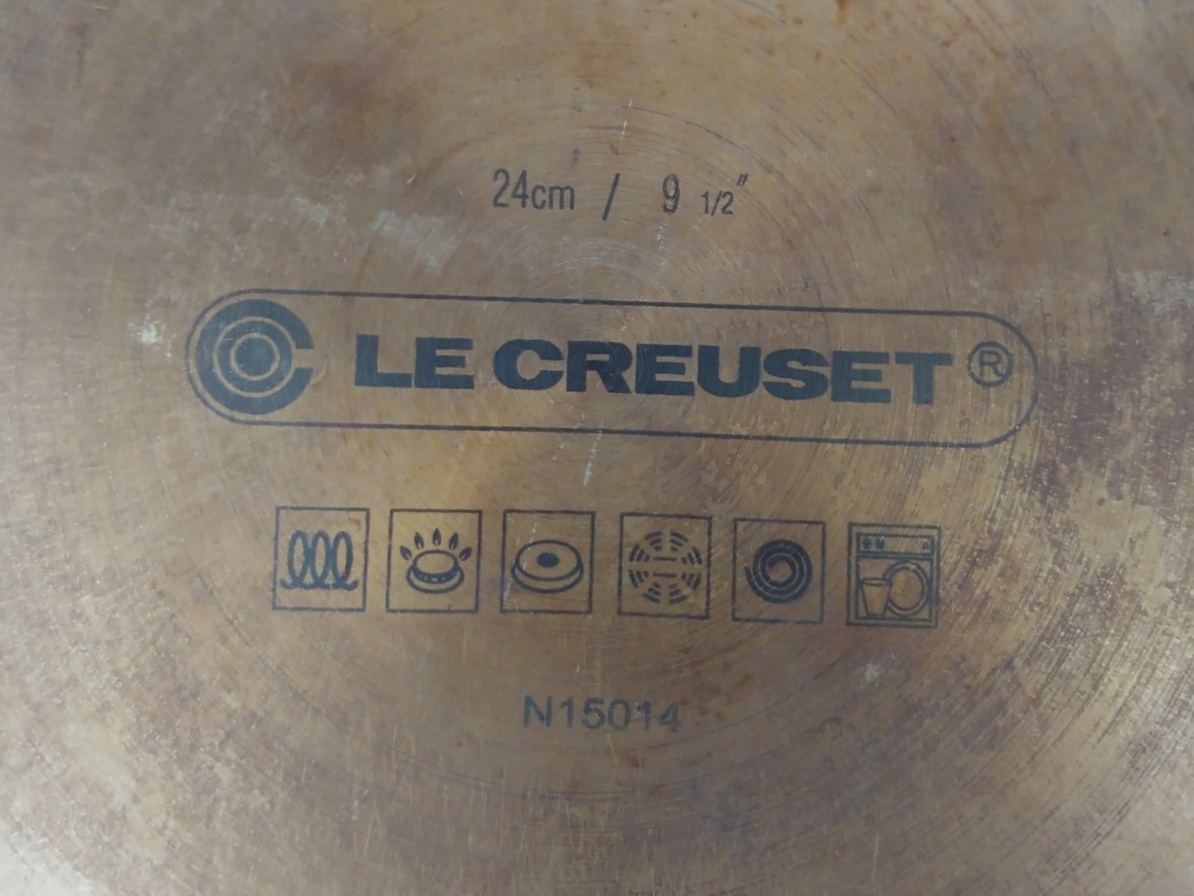 24cm / 9 1/2"
LE CREUSET ®
N15014